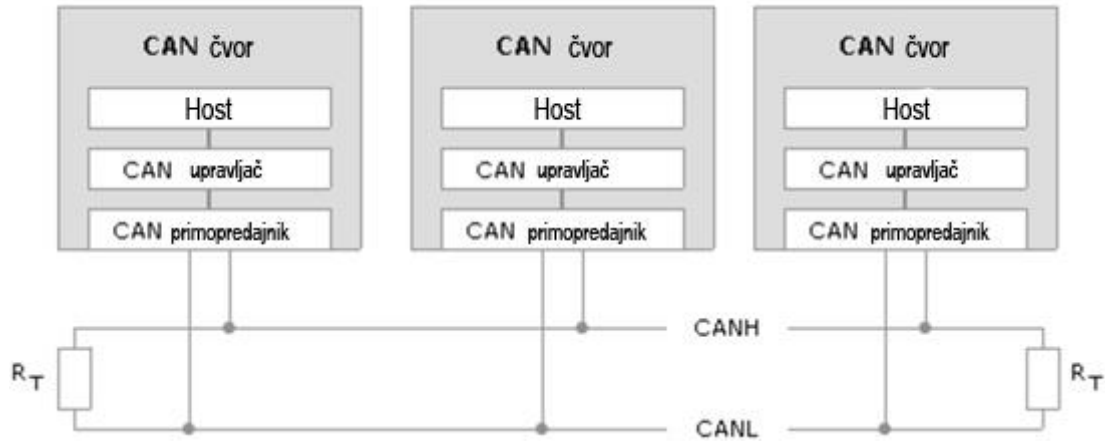 CAN čvor
Host
CAN upravljač
CAN primopredajnik
CAN čvor
Host
CAN upravljač
CAN primopredajnik
CAN čvor
Host
CAN upravljač
CAN primopredajnik
CANH
RT
RT
CANL